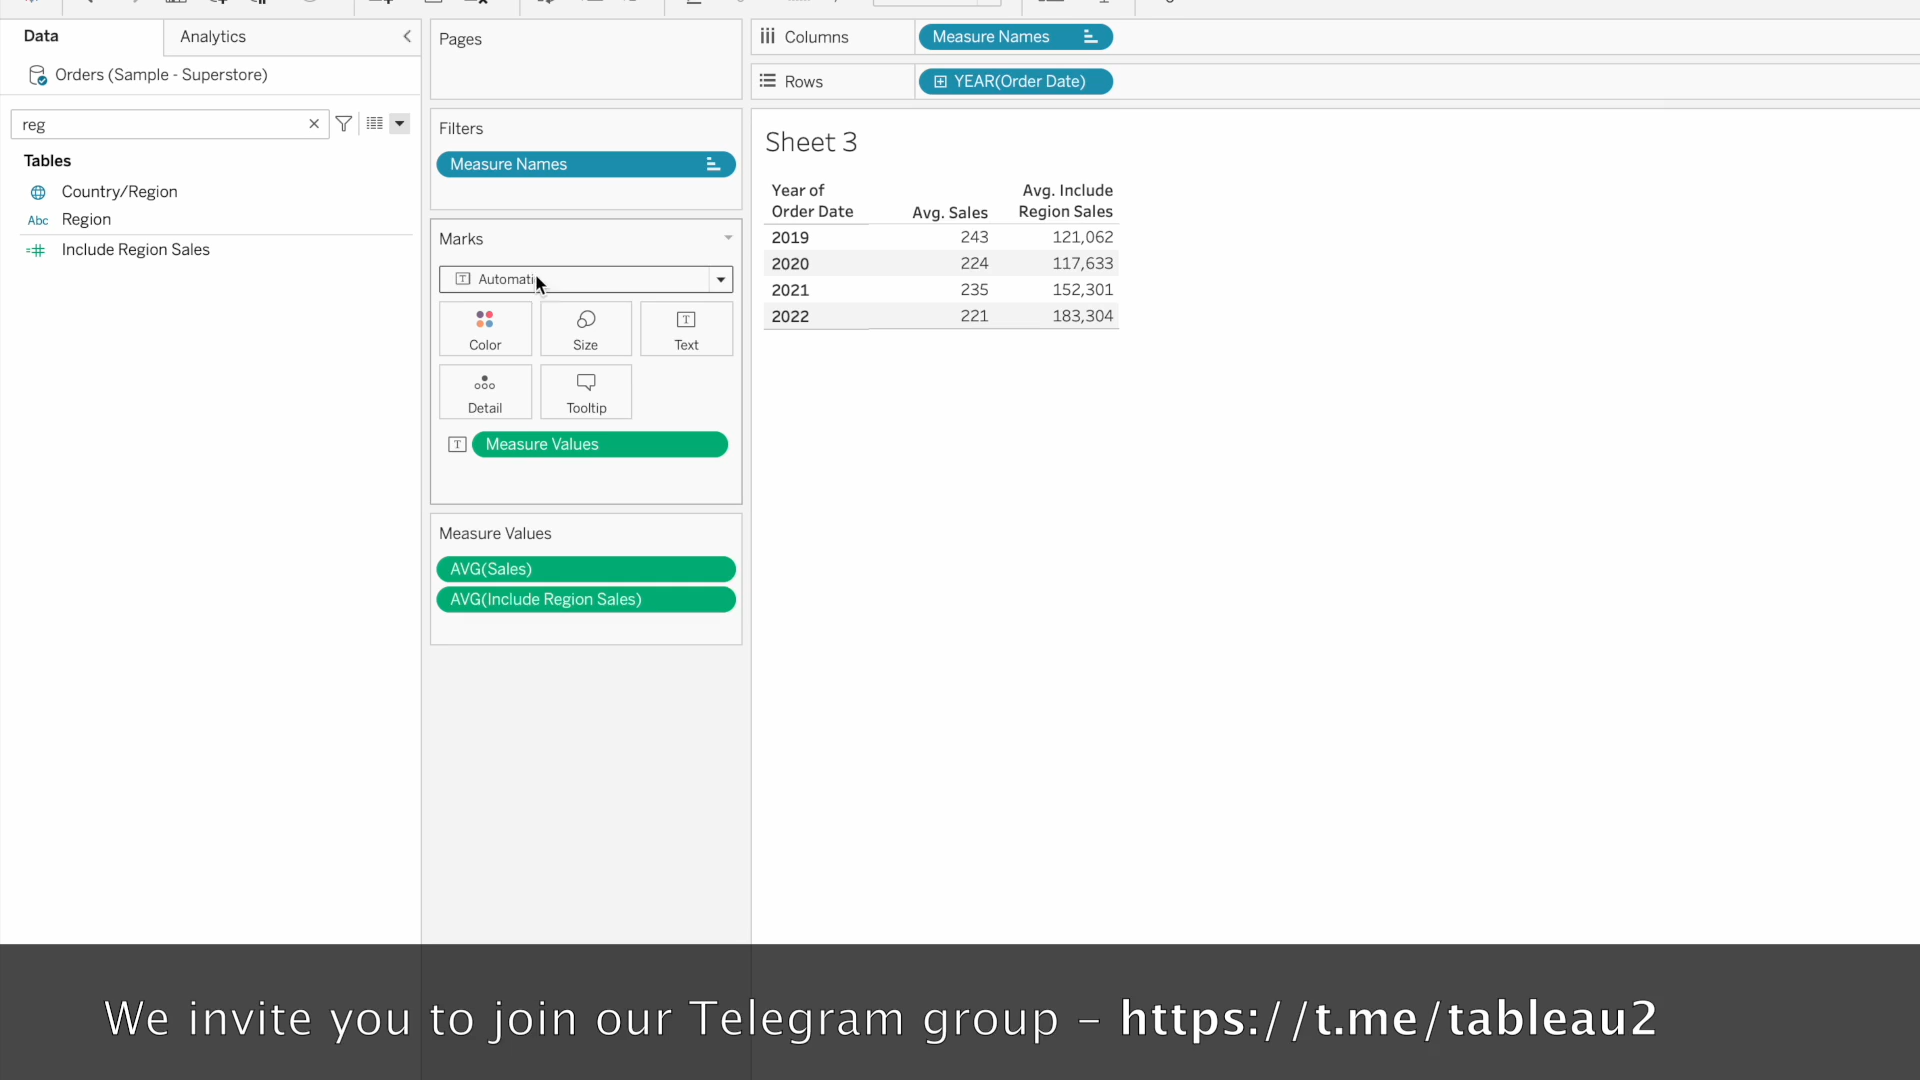 Data
Analytics
Orders (Sample - Superstore)
reg
Tables
Country/Region
Abc Region
Include Region Sales
Pages
Filters
Measure Names
Marks
Automati
Color
Size
Text
Detail
Tooltip
Measure Values
Measure Values
AVG(Sales)
AVG(Include Region Sales)
Columns
Measure Names
Rows
YEAR(Order Date)
Sheet 3
Year of Order Date Avg. Sales Avg. Include Region Sales
2019 243 121,062
2020 224 117,633
2021 235 152,301
2022 221 183,304
We invite you to join our Telegram group – https://t.me/tableau2